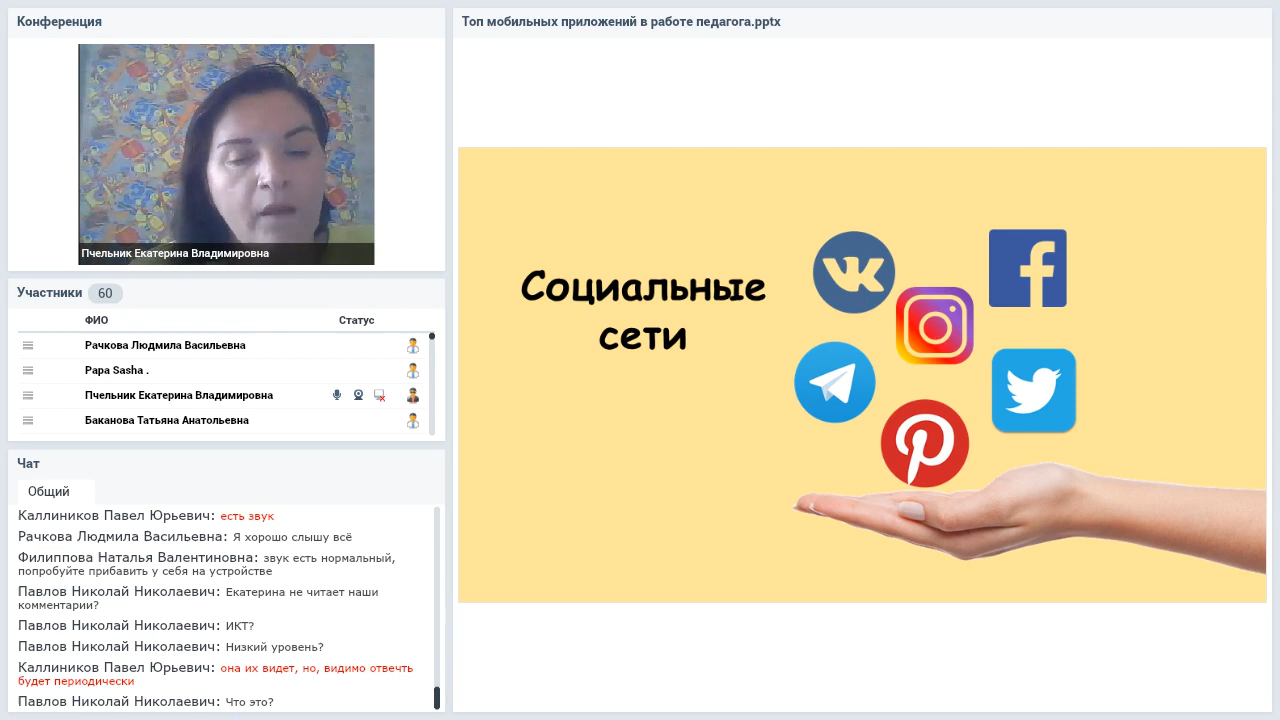 Конференция
Пчельник Екатерина Владимировна
Участники 60
ФИО Статус
Рачкова Людмила Васильевна
Papa Sasha .
Пчельник Екатерина Владимировна
Баканова Татьяна Анатольевна
Чат
Общий
Каллиников Павел Юрьевич: есть звук
Рачкова Людмила Васильевна: Я хорошо слышу всё
Филиппова Наталья Валентиновна: звук есть нормальный,
попробуйте прибавить у себя на устройстве
Павлов Николай Николаевич: Екатерина не читает наши
комментарии?
Павлов Николай Николаевич: ИКТ?
Павлов Николай Николаевич: Низкий уровень?
Каллиников Павел Юрьевич: она их видет, но, видимо отвечть
будет периодически
Павлов Николай Николаевич: Что это?
Топ мобильных приложений в работе педагога.pptx
Социальные
сети